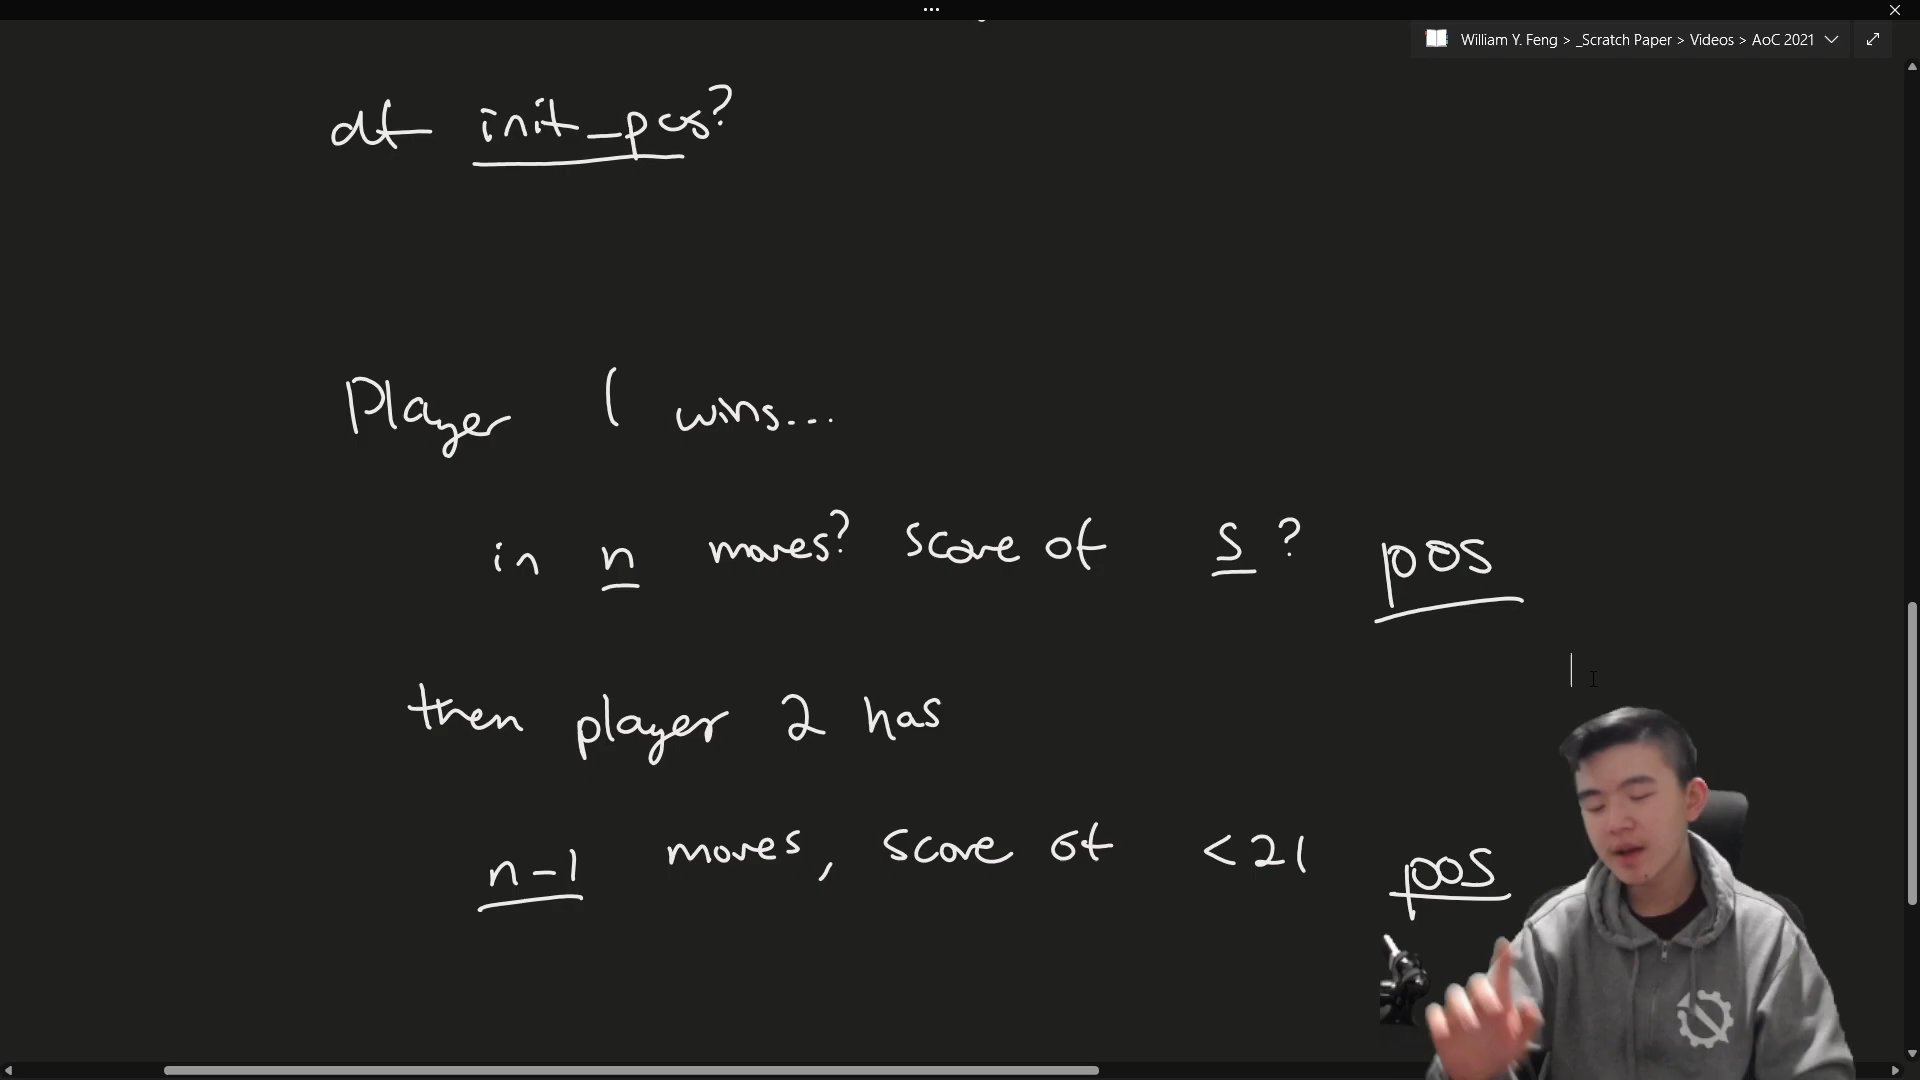 ...
William Y. Feng > _Scratch Paper > Videos > AoC 2021
at init_pos?
Player 1 wins...
in n moves? score of s? pos
then player 2 has
n-1 moves, score of <21 pos